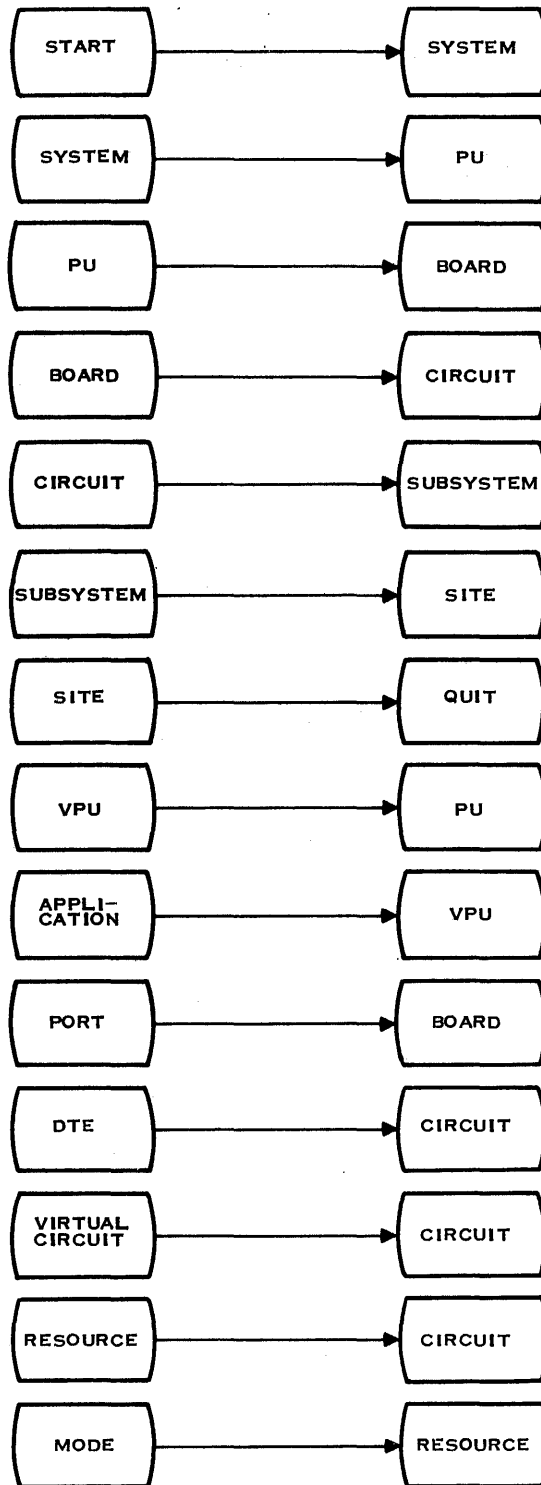 START SYSTEM
SYSTEM PU
PU BOARD
BOARD CIRCUIT
CIRCUIT SUBSYSTEM
SUBSYSTEM SITE
SITE QUIT
VPU PU
APPLI-
CATION VPU
PORT BOARD
DTE CIRCUIT
VIRTUAL
CIRCUIT CIRCUIT
RESOURCE CIRCUIT
MODE RESOURCE